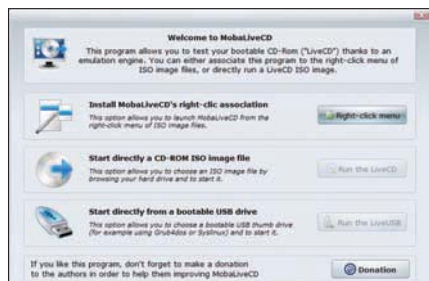 Welcome to MobaLiveCD
This program allows you to test your bootable CD-Rom ("LiveCD") thanks to an
emulation engine. You can either associate this program to the right-click menu of
ISO image files, or directly run a LiveCD ISO image.
Install MobaLiveCD's right-clic association
This option allows you to launch MobaLiveCD from the
right-click menu of ISO image files.
Right-click menu
Start directly a CD-ROM ISO image file
This option allows you to choose an ISO image file by
browsing your hard drive and to start it.
Run the LiveCD
Start directly from a bootable USB drive
This option allows you to choose a bootable USB thumb drive
(for example using Grub4dos or Syslinux) and to start it.
Run the LiveUSB
If you like this program, don't forget to make a donation
to the authors in order to help them improving MobaLiveCD
Donation